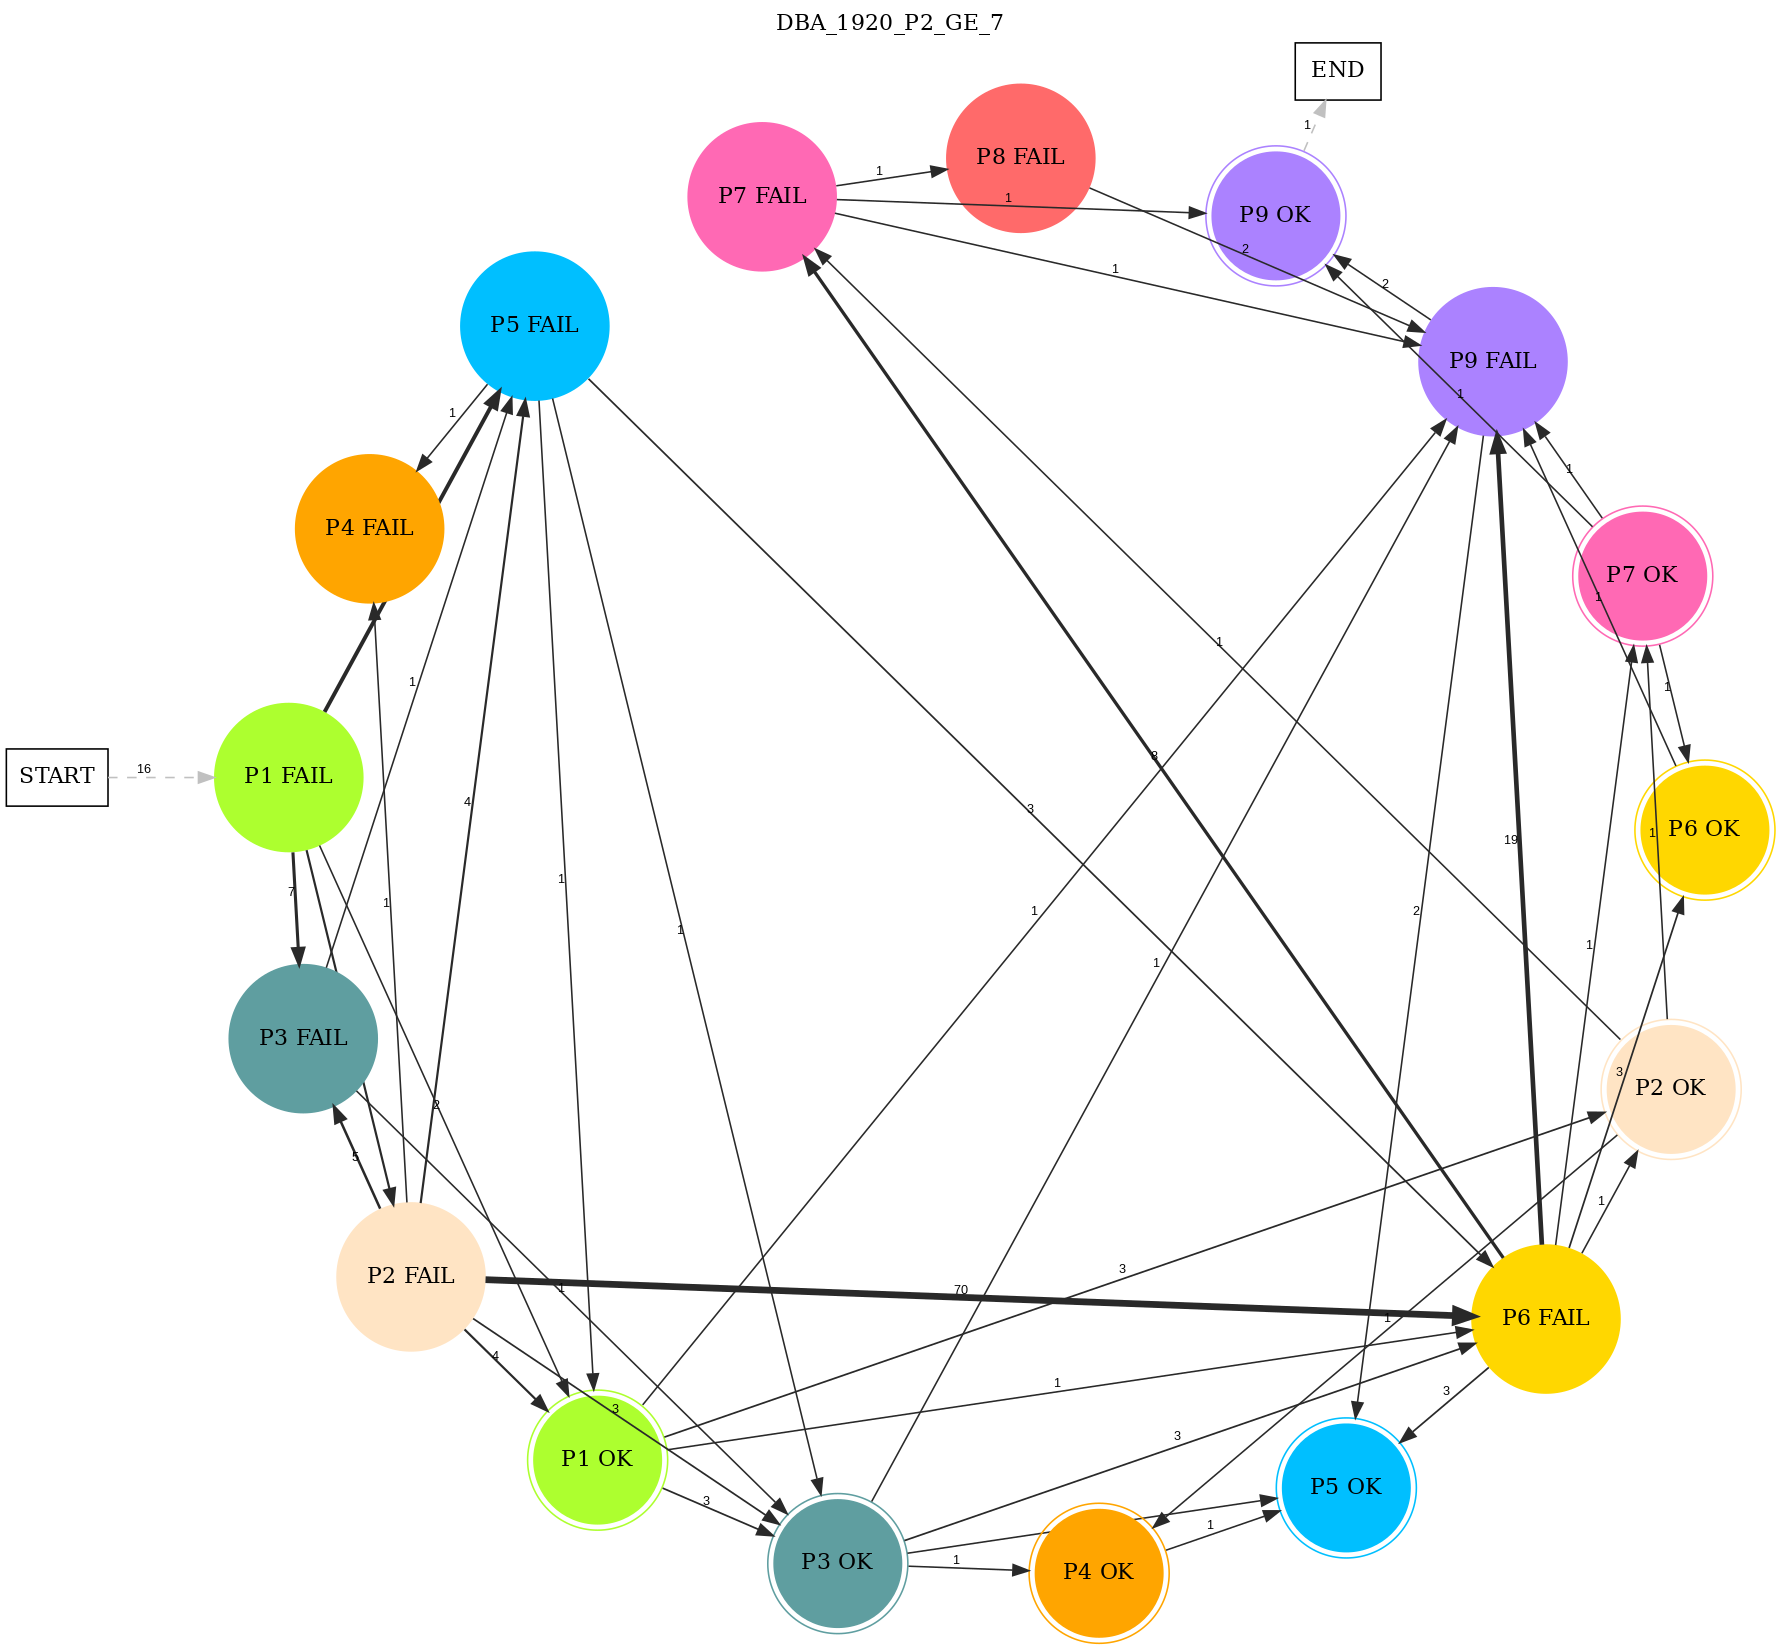 DBA_1920_P2_GE_7
END
P8 FAIL
P7 FAIL
P9 OK
P5 FAIL
P9 FAIL
P4 FAIL
P7 OK
START
P1 FAIL
P6 OK
P3 FAIL
P2 OK
P2 FAIL
P6 FAIL
P1 OK
P5 OK
P3 OK
P4 OK
1
1
1
2
1
2
1
1
1
1
1
1
1
16
8
3
4
1
19
1
1
7
1
1
2
1
1
1
3
2
5
1
3
70
1
1
4
1
3
3
3
3
1
1